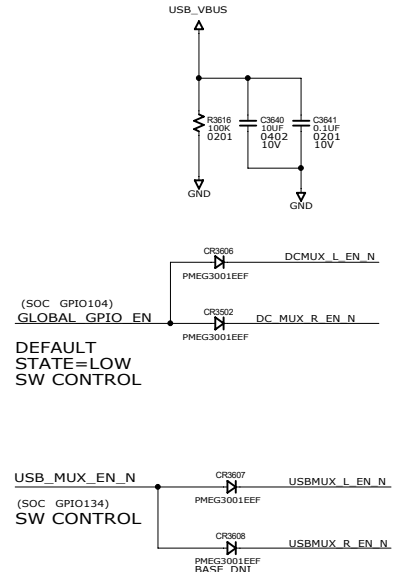 USB_VBUS
R3616
100K
0201
C3640
10UF
0402
10V
C3641
0.1UF
0201
10V
GND
GND
CR3606
DCMUX_L_EN_N
PMEG3001EEF
(SOC GPIO104)
GLOBAL_GPIO_EN
CR3502
DC_MUX_R_EN_N
PMEG3001EEF
DEFAULT
STATE=LOW
SW CONTROL
USB_MUX_EN_N
CR3607
USBMUX_L_EN_N
PMEG3001EEF
(SOC GPIO134)
SW CONTROL
CR3608
USBMUX_R_EN_N
PMEG3001EEF
BASE_DNI